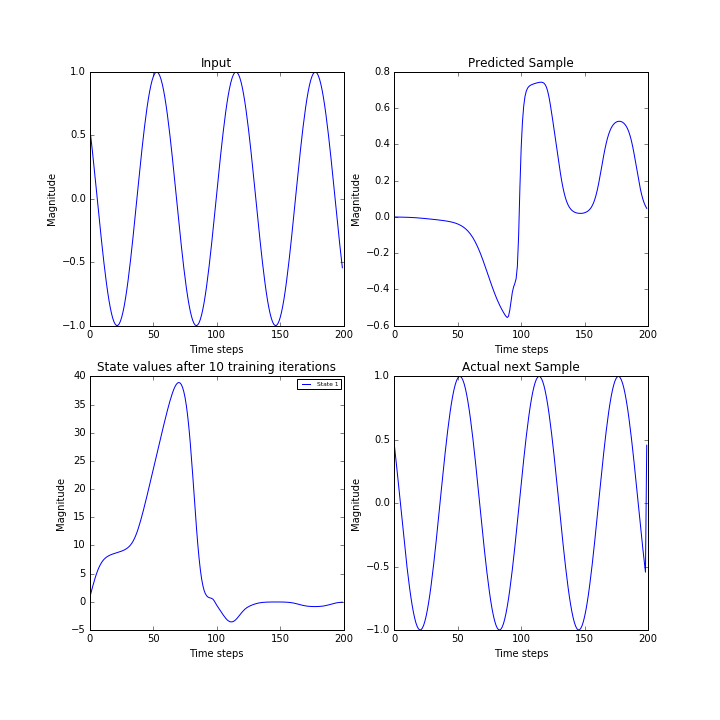 Input
1.0
0.5
0.0
−0.5
−1.0
Magnitude
0 50 100 150 200
Time steps
Predicted Sample
0.8
0.6
0.4
0.2
0.0
−0.2
−0.4
−0.6
Magnitude
0 50 100 150 200
Time steps
State values after 10 training iterations
40
35
30
25
20
15
10
5
0
−5
Magnitude
State 1
0 50 100 150 200
Time steps
Actual next Sample
1.0
0.5
0.0
−0.5
−1.0
Magnitude
0 50 100 150 200
Time steps